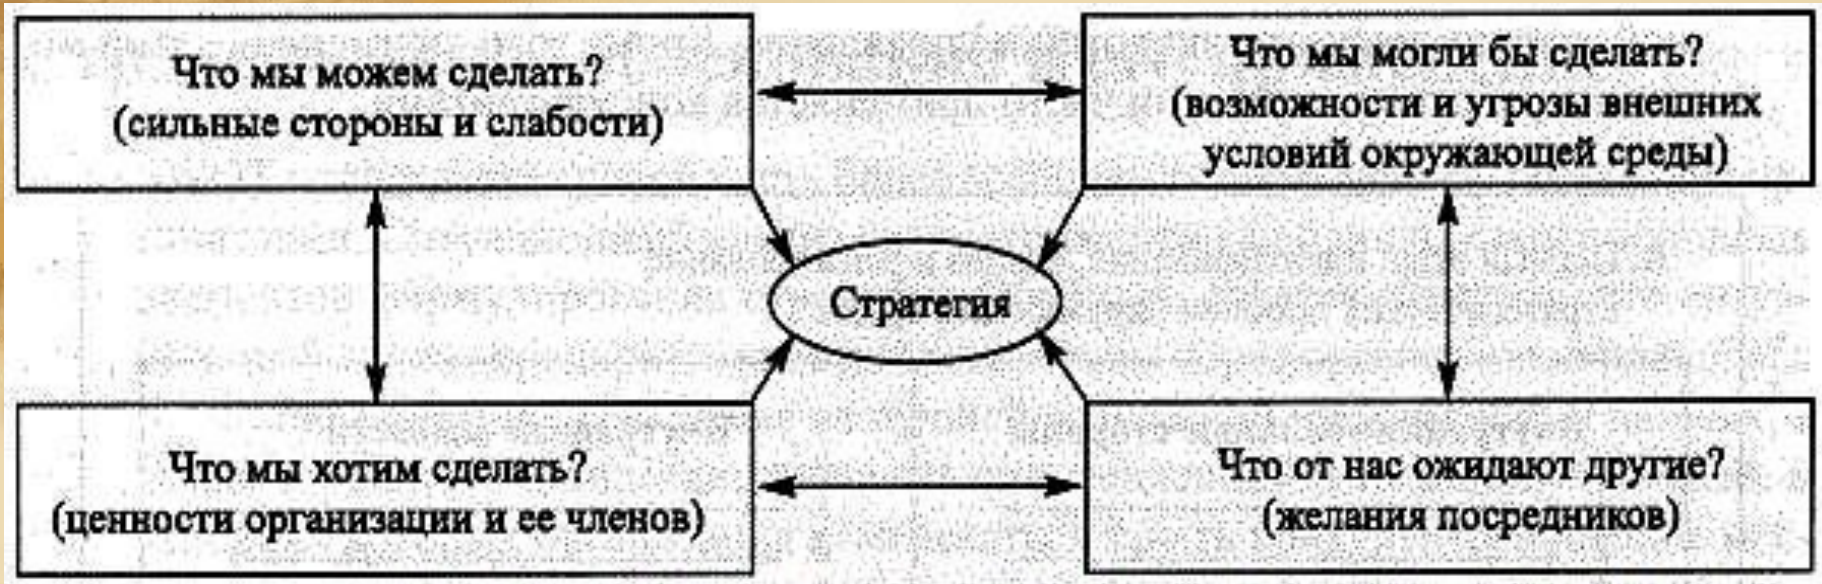 Что мы можем сделать?
(сильные стороны и слабости)
Что мы могли бы сделать?
(возможности и угрозы внешних
условий окружающей среды)
Стратегия
Что мы хотим сделать?
(ценности организации и ее членов)
Что от нас ожидают другие?
(желания посредников)